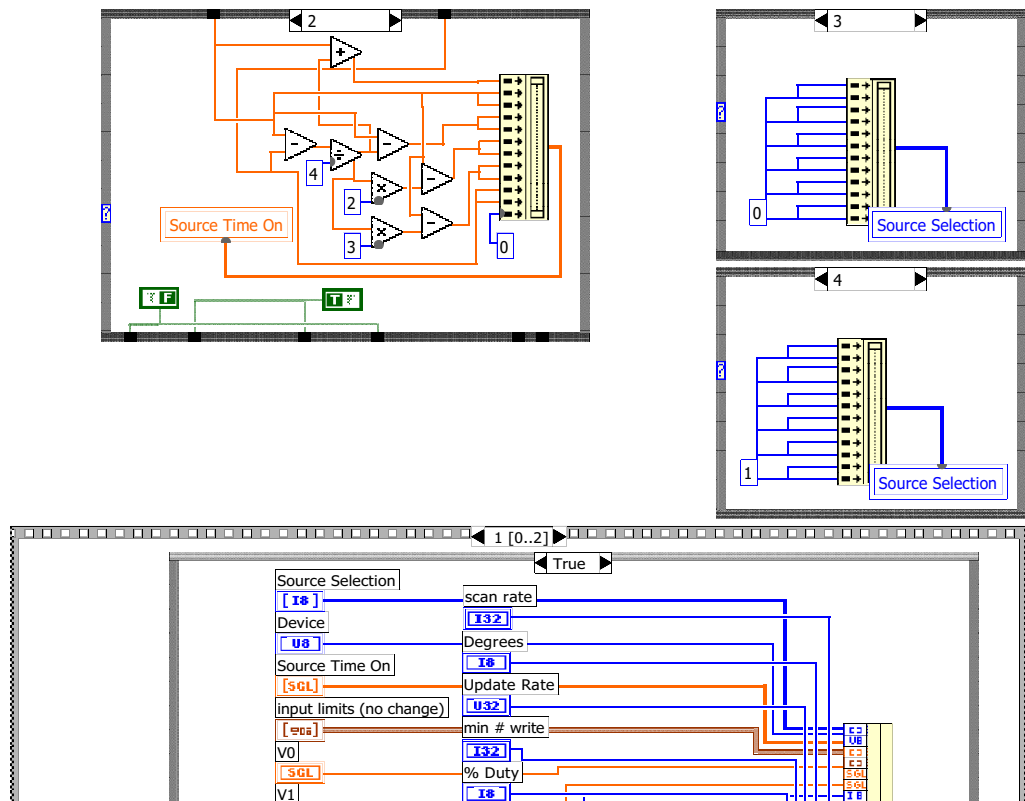 2
3
+
-
÷
-
4
x
-
2
Source Time On
x
-
3
0
0
Source Selection
F
T
4
1
Source Selection
1 [0..2]
True
Source Selection
[I8]
scan rate
I32
Device
U8
Degrees
I8
Source Time On
[SGL]
Update Rate
U32
input limits (no change)
min # write
I32
V0
SGL
% Duty
V1
I8
U8
SGL
SGL
I8